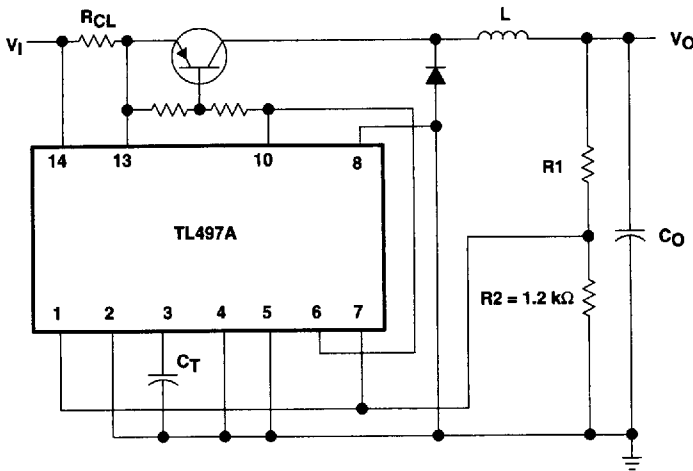 RCL
L
VI
VO
14 13 10 8
R1
TL497A
CO
R2 = 1.2 kΩ
1 2 3 4 5 6 7
CT